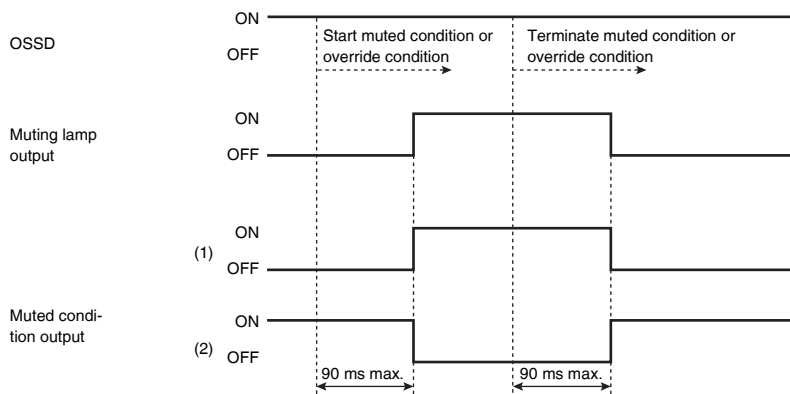 ON
OSSD
OFF
Start muted condition or
override condition
Terminate muted condition or
override condition
ON
Muting lamp
output
OFF
ON
(1)
OFF
Muted condi-
tion output
ON
(2)
OFF
90 ms max.
90 ms max.